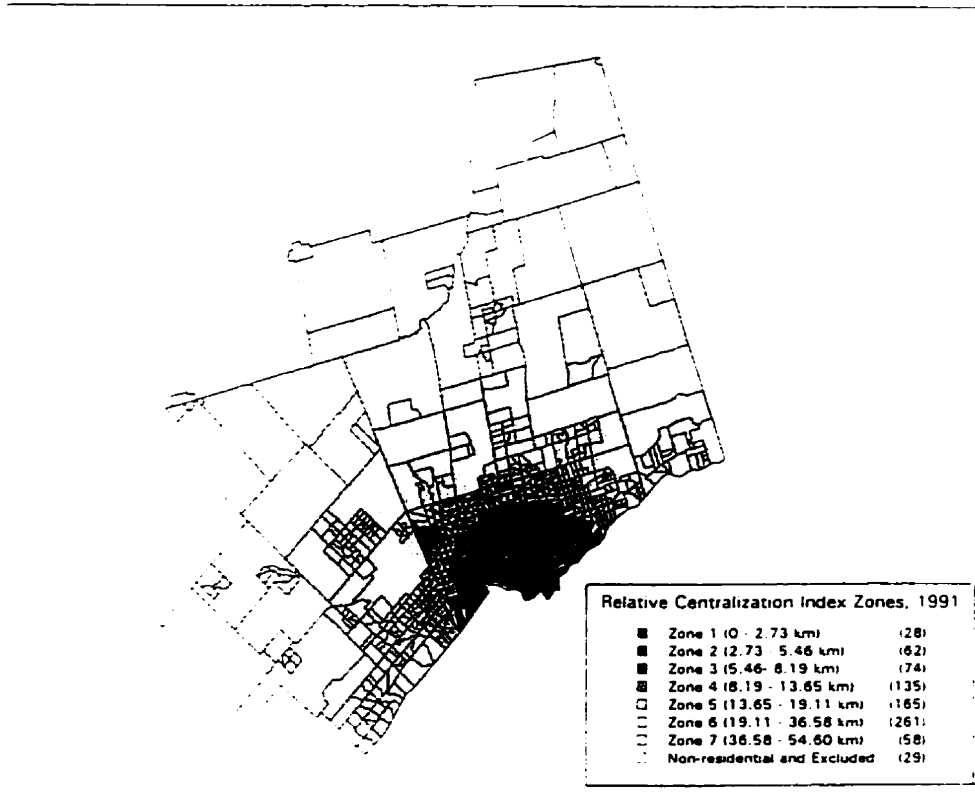 Relative Centralization Index Zones, 1991
Zone 1 (0 - 2.73 km) (28)
Zone 2 (2.73 - 5.46 km) (62)
Zone 3 (5.46- 8.19 km) (74)
Zone 4 (8.19 - 13.65 km) (135)
Zone 5 (13.65 - 19.11 km) (165)
Zone 6 (19.11 - 36.58 km) (261)
Zone 7 (36.58 - 54.60 km) (58)
Non-residential and Excluded (29)